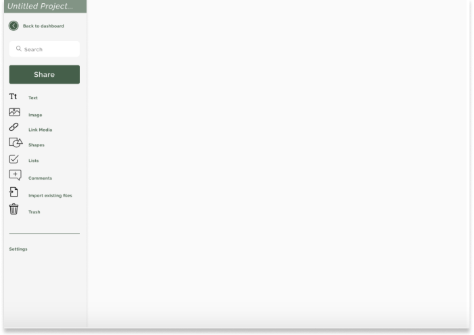 Untitled Project...
Back to dashboard
Search
Share
Tt Text
Image
Link Media
Shapes
Lists
Comments
Import existing files
Trash
Settings